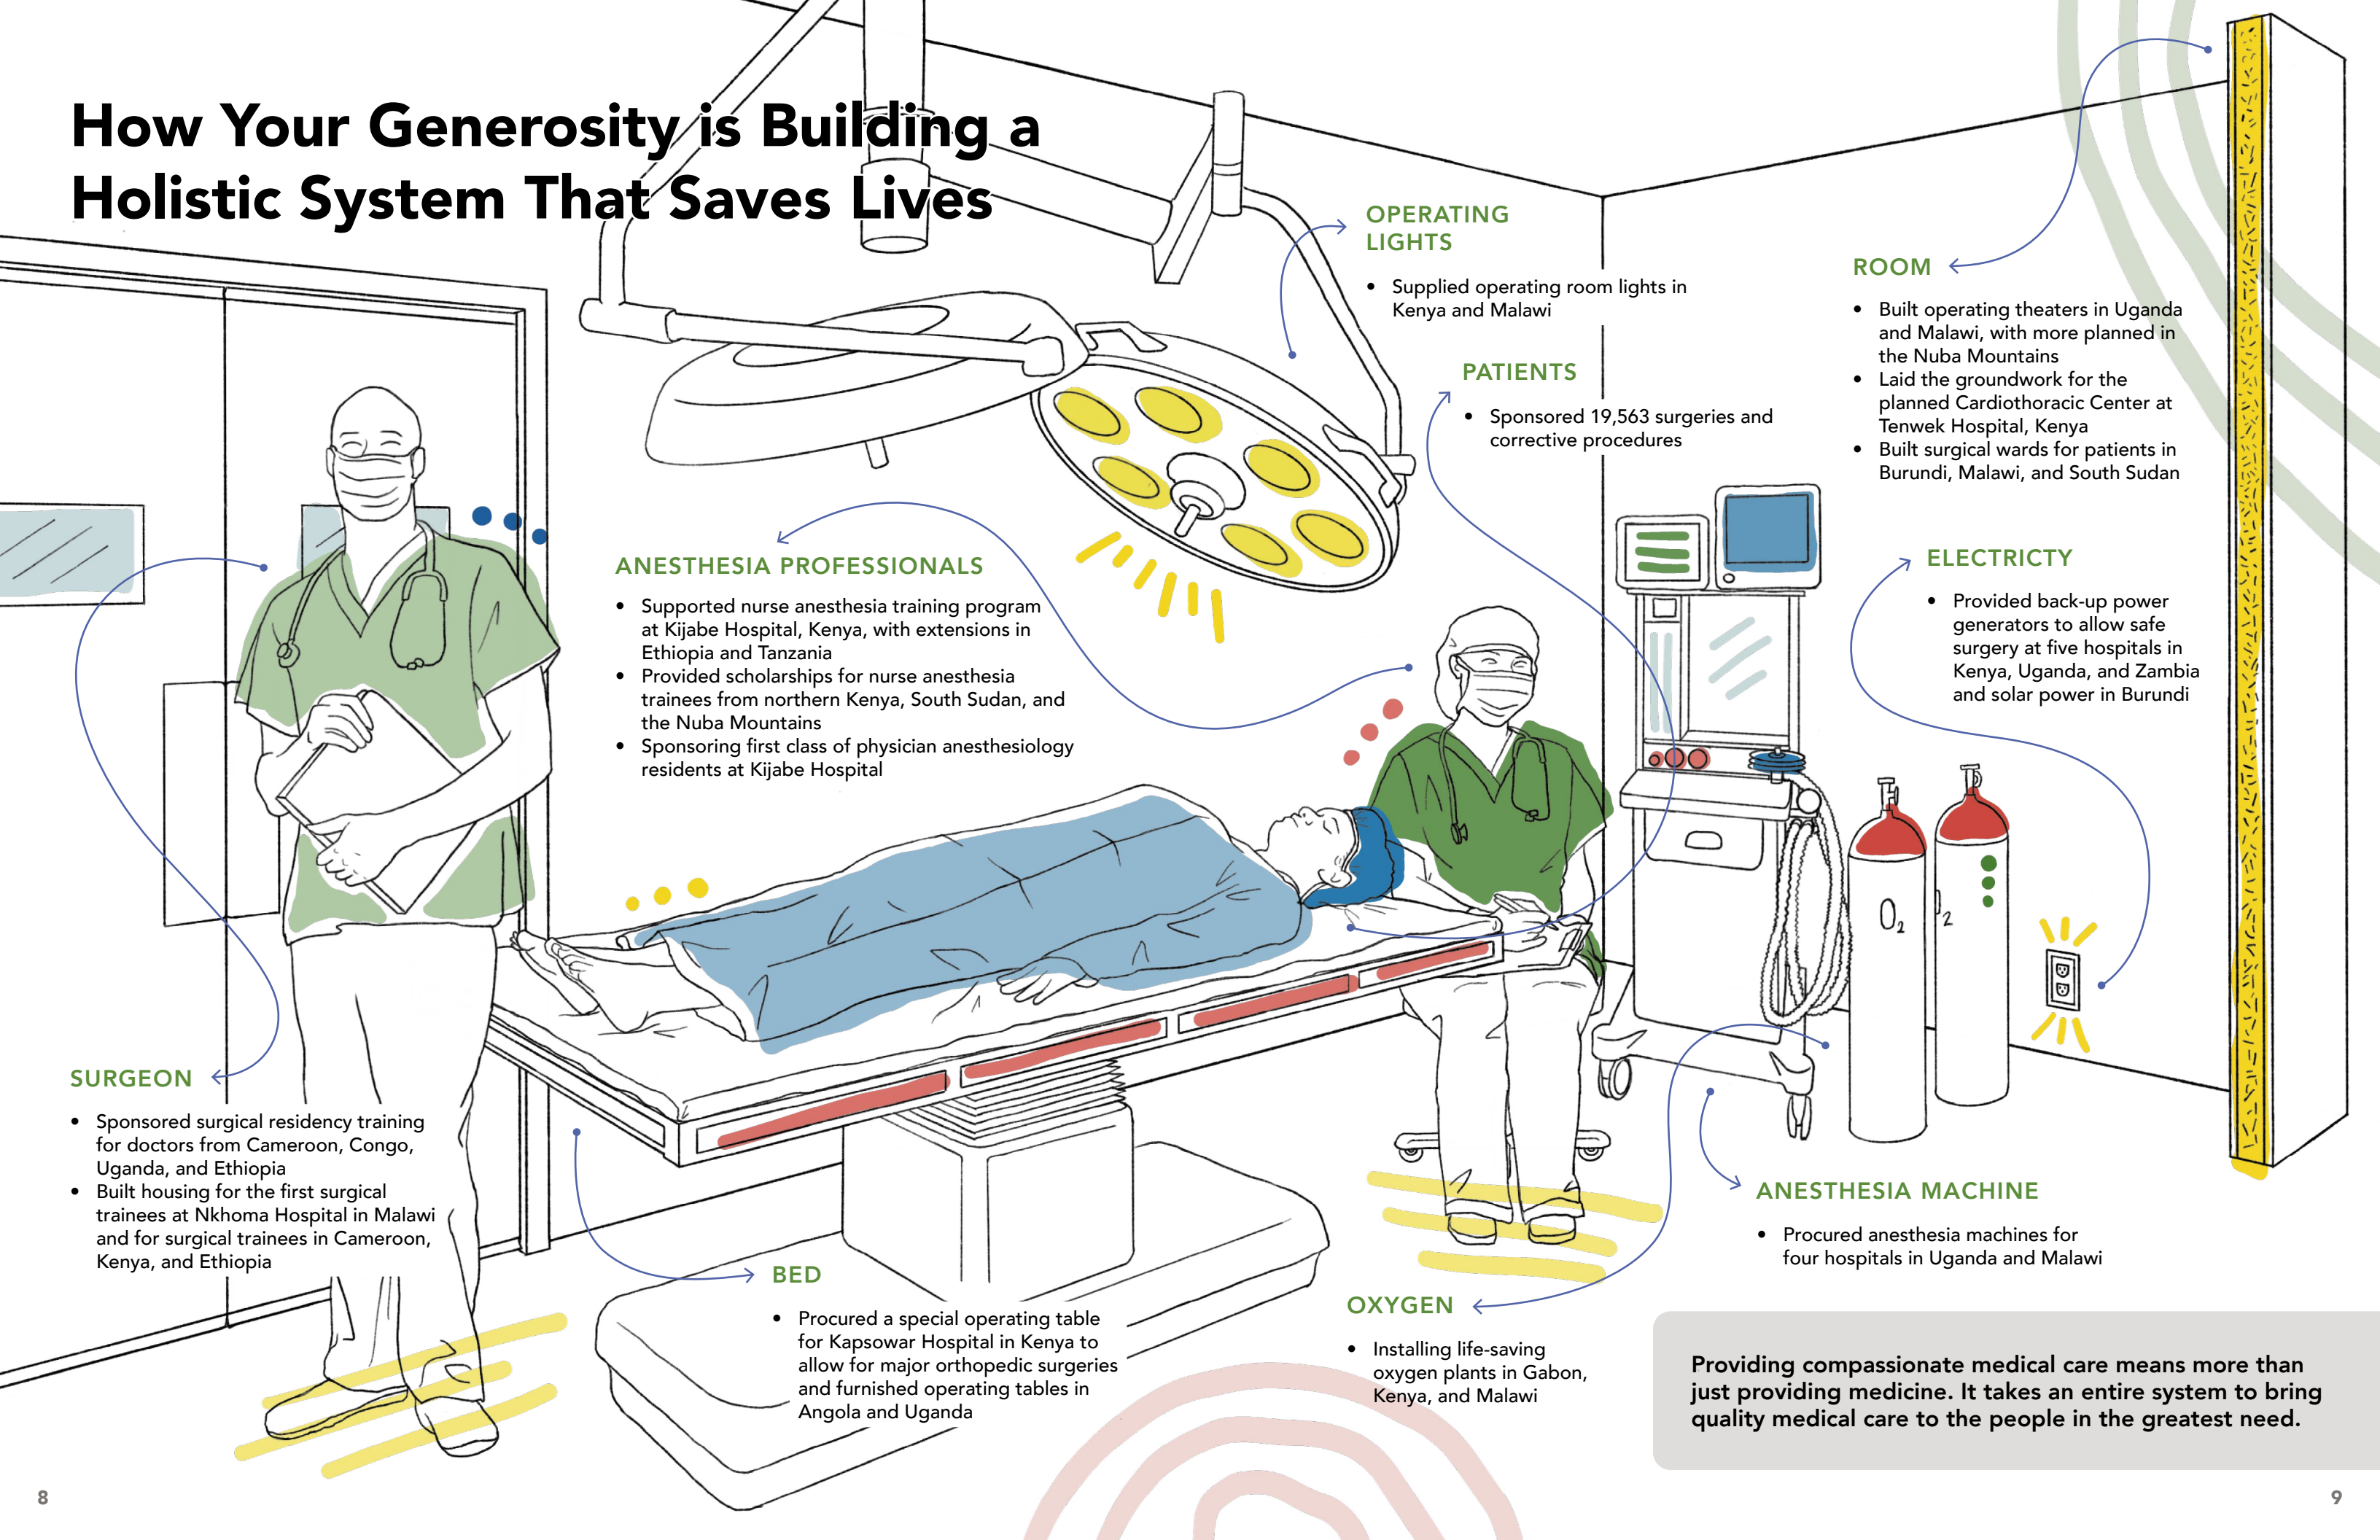 How Your Generosity is Building a
Holistic System That Saves Lives
OPERATING
LIGHTS
• Supplied operating room lights in
Kenya and Malawi
ROOM
• Built operating theaters in Uganda
and Malawi, with more planned in
the Nuba Mountains
• Laid the groundwork for the
planned Cardiothoracic Center at
Tenwek Hospital, Kenya
• Built surgical wards for patients in
Burundi, Malawi, and South Sudan
PATIENTS
• Sponsored 19,563 surgeries and
corrective procedures
ANESTHESIA PROFESSIONALS
• Supported nurse anesthesia training program
at Kijabe Hospital, Kenya, with extensions in
Ethiopia and Tanzania
• Provided scholarships for nurse anesthesia
trainees from northern Kenya, South Sudan, and
the Nuba Mountains
• Sponsoring first class of physician anesthesiology
residents at Kijabe Hospital
ELECTRICTY
• Provided back-up power
generators to allow safe
surgery at five hospitals in
Kenya, Uganda, and Zambia
and solar power in Burundi
O₂
₂
SURGEON
• Sponsored surgical residency training
for doctors from Cameroon, Congo,
Uganda, and Ethiopia
• Built housing for the first surgical
trainees at Nkhoma Hospital in Malawi
and for surgical trainees in Cameroon,
Kenya, and Ethiopia
BED
• Procured a special operating table
for Kapsowar Hospital in Kenya to
allow for major orthopedic surgeries
and furnished operating tables in
Angola and Uganda
OXYGEN
• Installing life-saving
oxygen plants in Gabon,
Kenya, and Malawi
ANESTHESIA MACHINE
• Procured anesthesia machines for
four hospitals in Uganda and Malawi
Providing compassionate medical care means more than
just providing medicine. It takes an entire system to bring
quality medical care to the people in the greatest need.
8
9